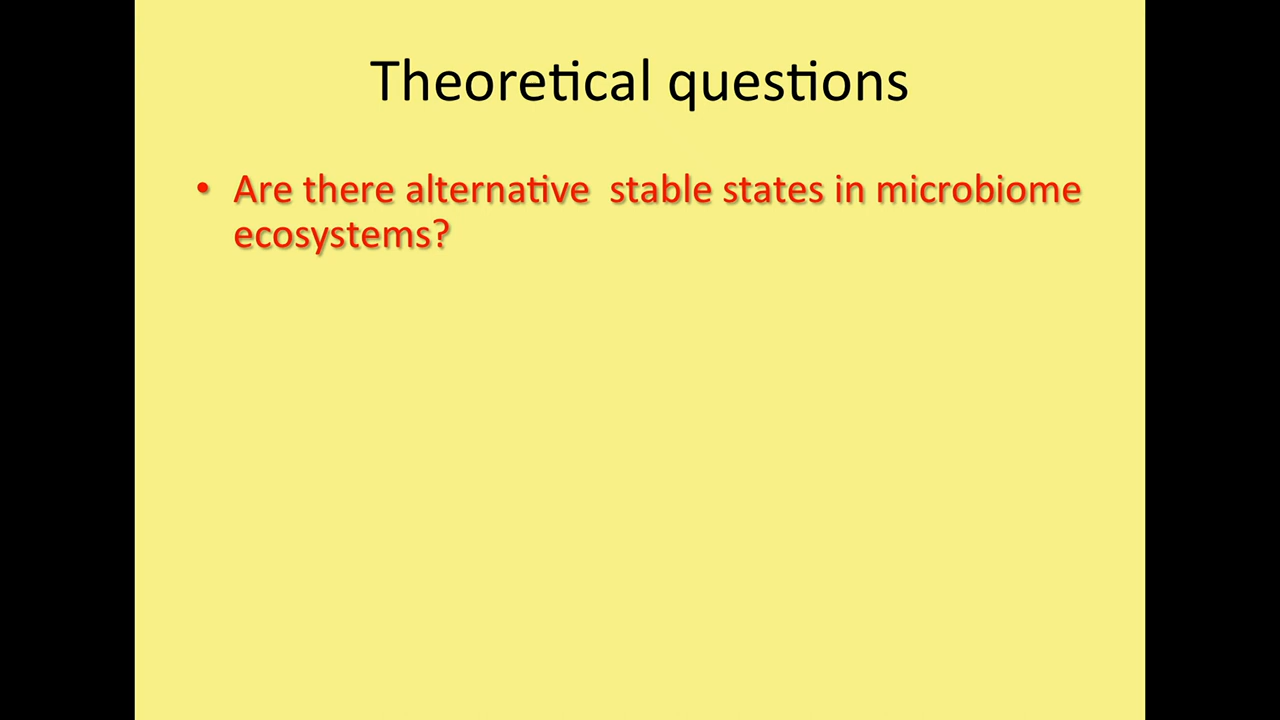 Theoretical questions
• Are there alternative  stable states in microbiome
ecosystems?